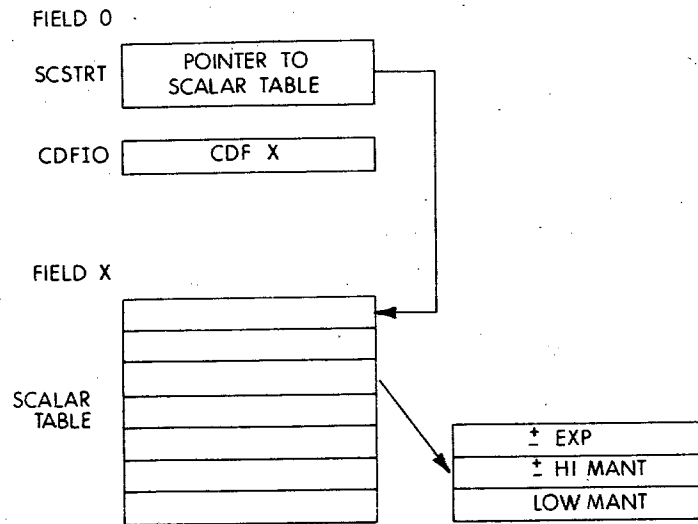 FIELD 0
SCSTRT
POINTER TO
SCALAR TABLE
CDFIO
CDF X
FIELD X
SCALAR
TABLE
± EXP
± HI MANT
LOW MANT